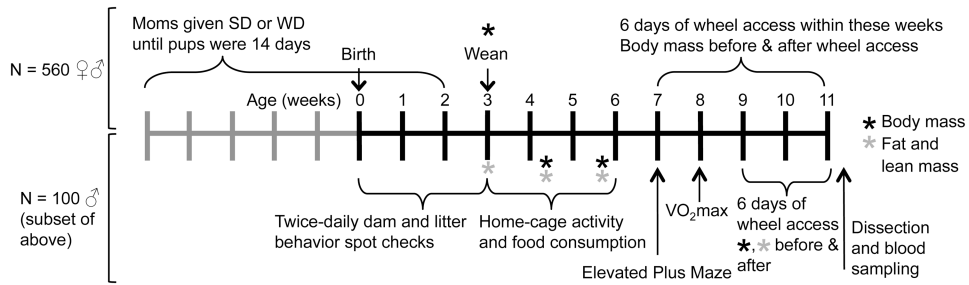 Moms given SD or WD
until pups were 14 days
6 days of wheel access within these weeks
Body mass before & after wheel access
*
Birth
Wean
N = 560 ♀♂
Age (weeks)
0 1 2 3 4 5 6 7 8 9 10 11
* Body mass
* Fat and
lean mass
* * * * *
N = 100 ♂
(subset of
above)
Twice-daily dam and litter
behavior spot checks
Home-cage activity
and food consumption
Elevated Plus Maze
VO₂max
6 days of
wheel access
*,* before &
after
Dissection
and blood
sampling